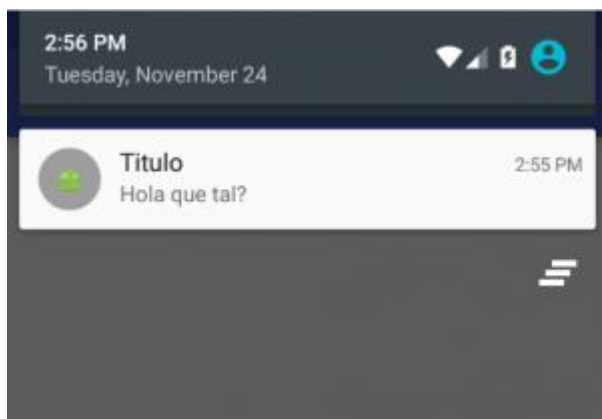 2:56 PM
Tuesday, November 24
Titulo
2:55 PM
Hola que tal?